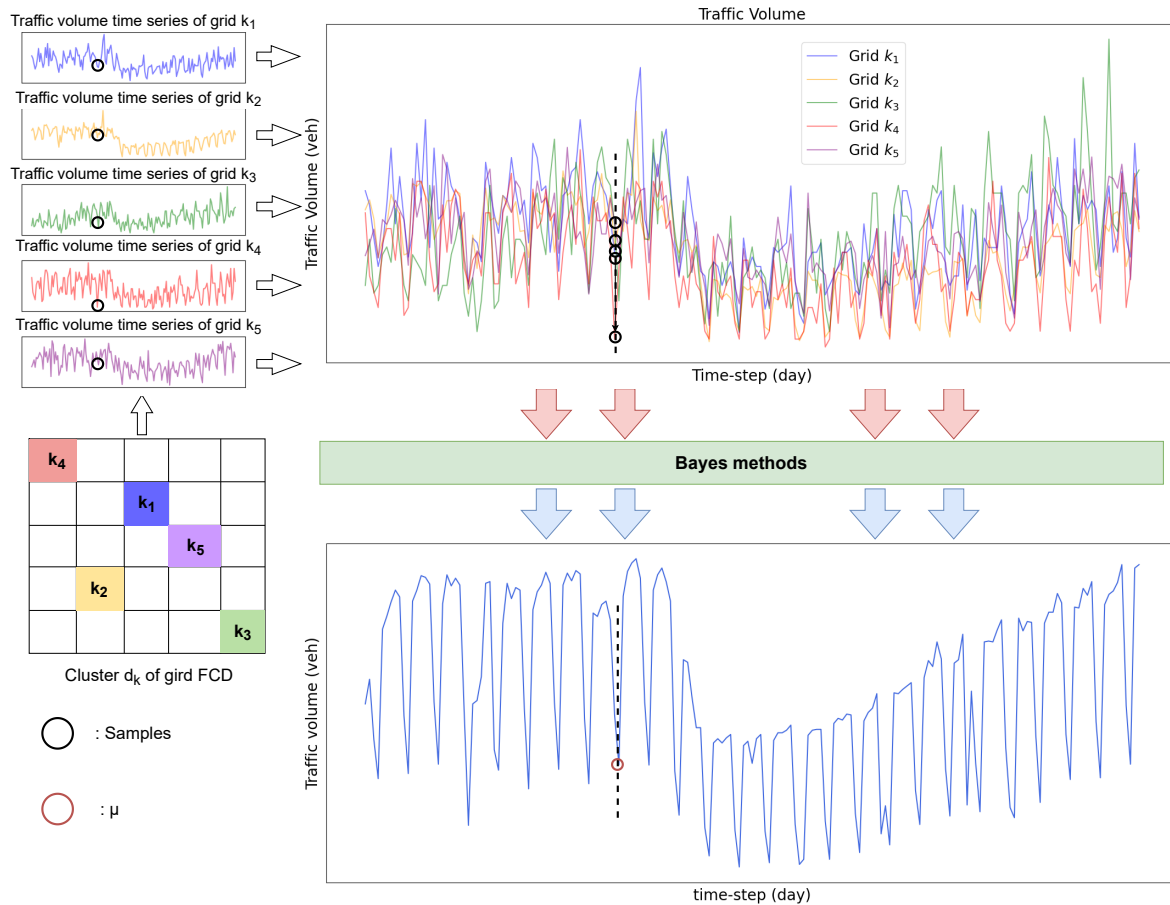 Traffic volume time series of grid k1
Traffic volume time series of grid k2
Traffic volume time series of grid k3
Traffic volume time series of grid k4
Traffic volume time series of grid k5
Traffic Volume
Traffic Volume (veh)
Grid k1
Grid k2
Grid k3
Grid k4
Grid k5
Time-step (day)
k4
k1
k5
k2
k3
Cluster dk of gird FCD
: Samples
: μ
Bayes methods
Traffic volume (veh)
time-step (day)